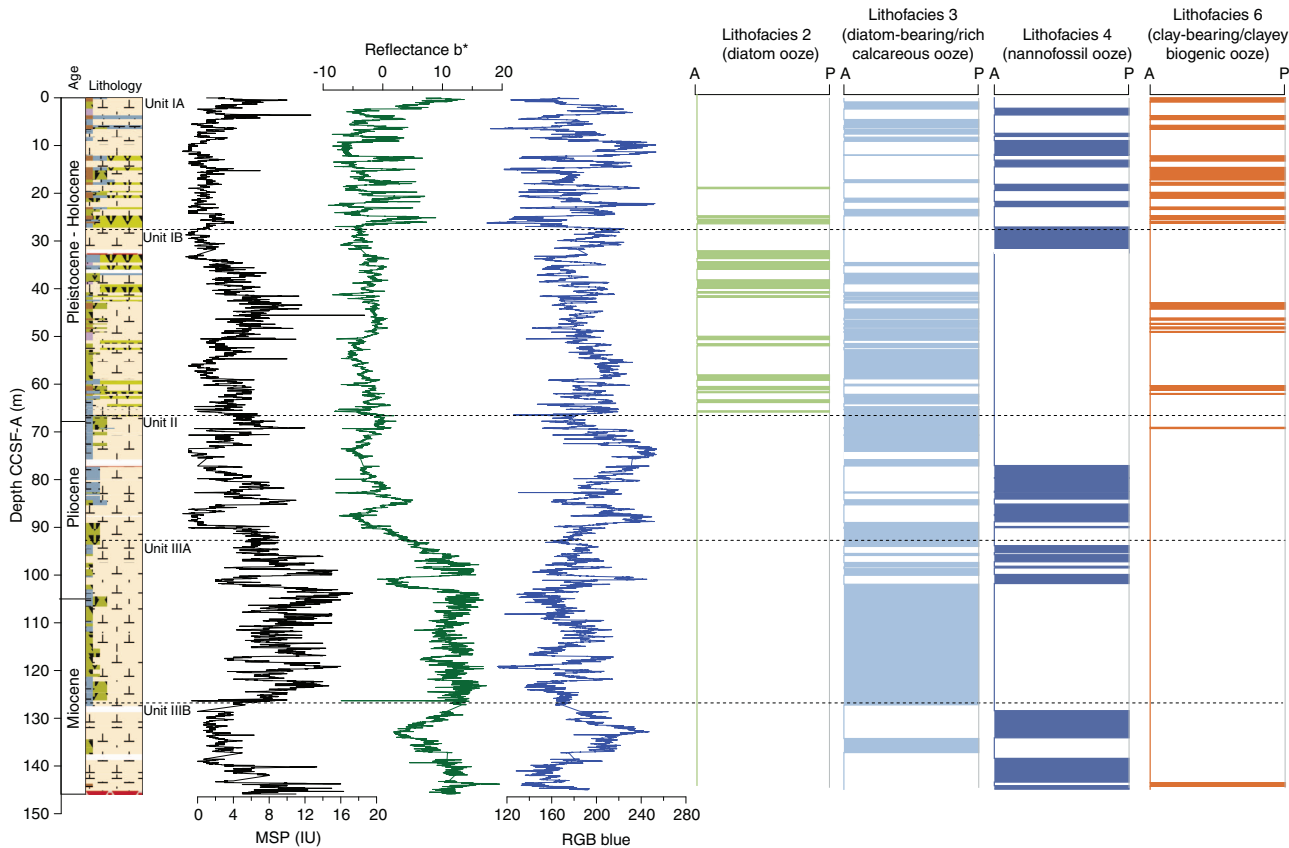 Lithofacies 2
(diatom ooze)
Lithofacies 3
(diatom-bearing/rich
calcareous ooze)
Lithofacies 4
(nannofossil ooze)
Lithofacies 6
(clay-bearing/clayey
biogenic ooze)
Reflectance b*
-10 0 10 20
A P A P A P A P
Age
Lithology
Depth CCSF-A (m)
0
10
20
30
40
50
60
70
80
90
100
110
120
130
140
150
Pleistocene - Holocene
Pliocene
Miocene
Unit IA
Unit IB
Unit II
Unit IIIA
Unit IIIB
0 4 8 12 16 20
MSP (IU)
120 160 200 240 280
RGB blue